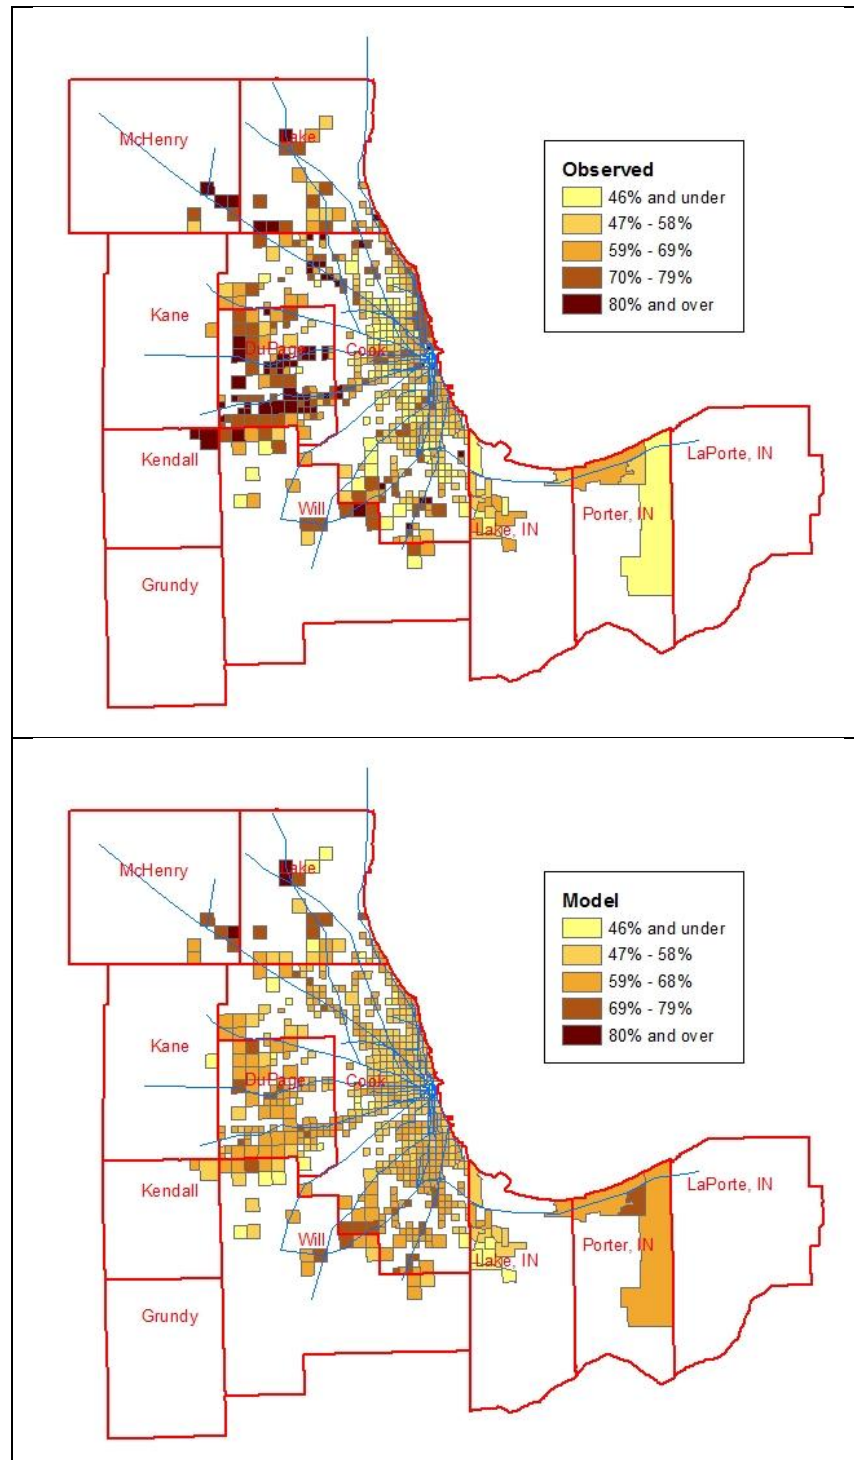 McHenry
Lake
Observed
46% and under
47% - 58%
59% - 69%
70% - 79%
80% and over
Kane
DuPage
Cook
Kendall
LaPorte, IN
Will
Lake, IN
Porter, IN
Grundy
McHenry
Lake
Model
46% and under
47% - 58%
59% - 68%
69% - 79%
80% and over
Kane
DuPage
Cook
Kendall
LaPorte, IN
Will
Lake, IN
Porter, IN
Grundy